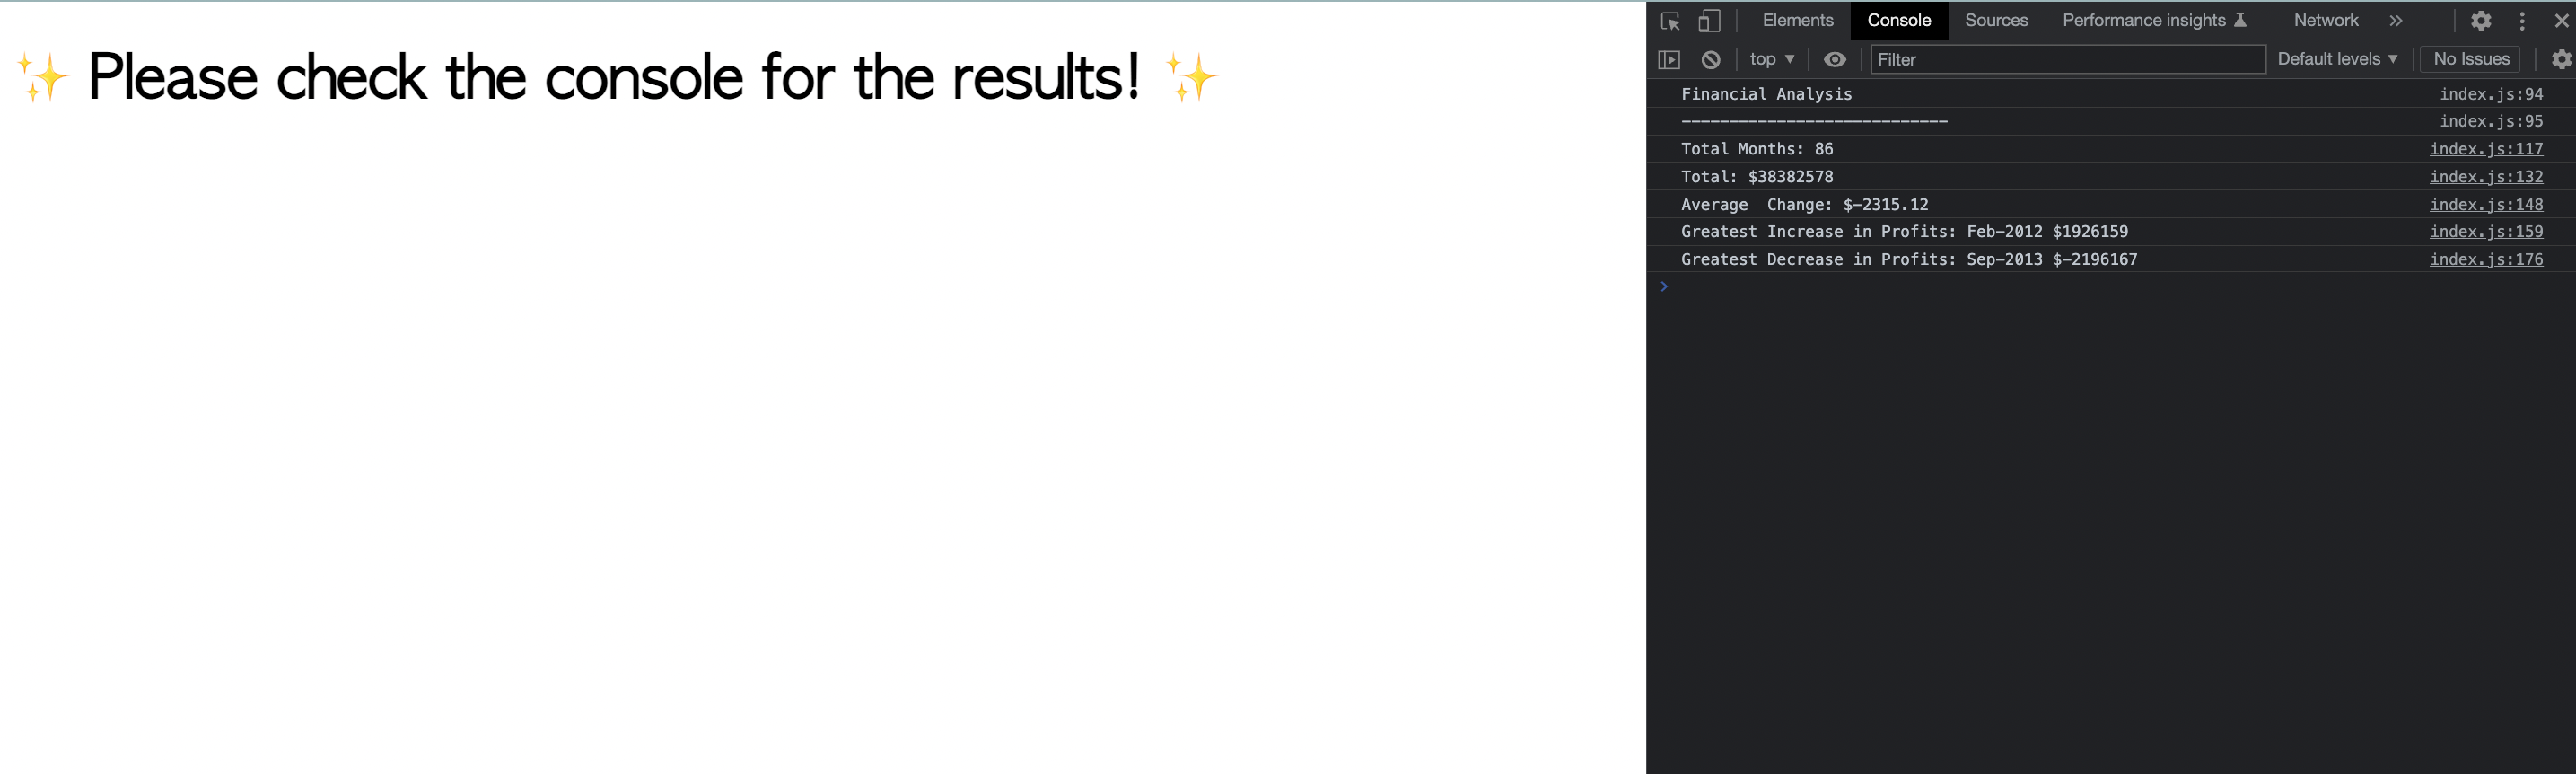 ✨ Please check the console for the results! ✨
Elements Console Sources Performance insights Network
top Filter Default levels No Issues
Financial Analysis index.js:94
---------------------------- index.js:95
Total Months: 86 index.js:117
Total: $38382578 index.js:132
Average  Change: $-2315.12 index.js:148
Greatest Increase in Profits: Feb-2012 $1926159 index.js:159
Greatest Decrease in Profits: Sep-2013 $-2196167 index.js:176